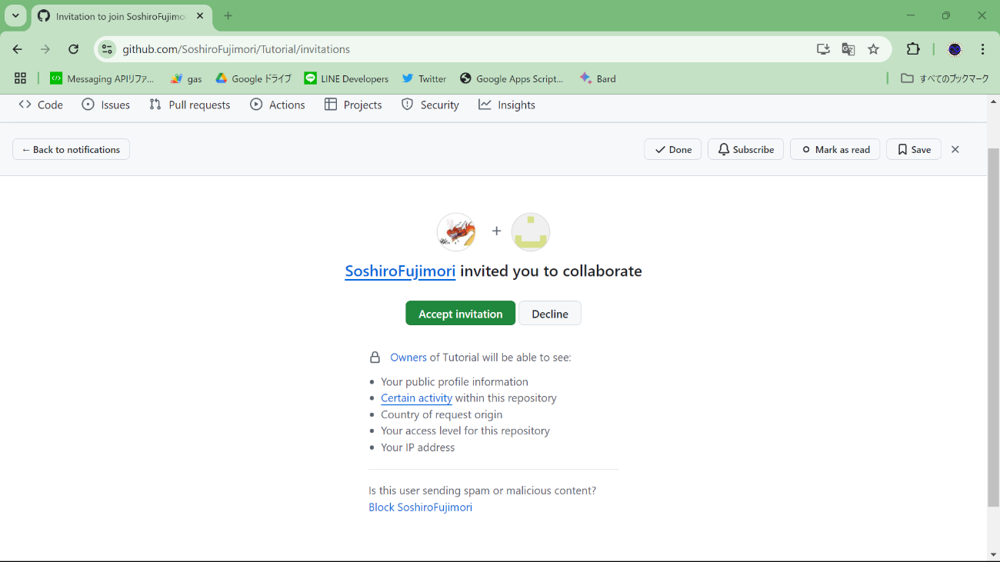 Invitation to join SoshiroFujimo
github.com/SoshiroFujimori/Tutorial/invitations
Messaging APIリファ... gas Google ドライブ LINE Developers Twitter Google Apps Script... Bard すべてのブックマーク
Code Issues Pull requests Actions Projects Security Insights
← Back to notifications Done Subscribe Mark as read Save
+
SoshiroFujimori invited you to collaborate
Accept invitation Decline
Owners of Tutorial will be able to see:
Your public profile information
Certain activity within this repository
Country of request origin
Your access level for this repository
Your IP address
Is this user sending spam or malicious content?
Block SoshiroFujimori